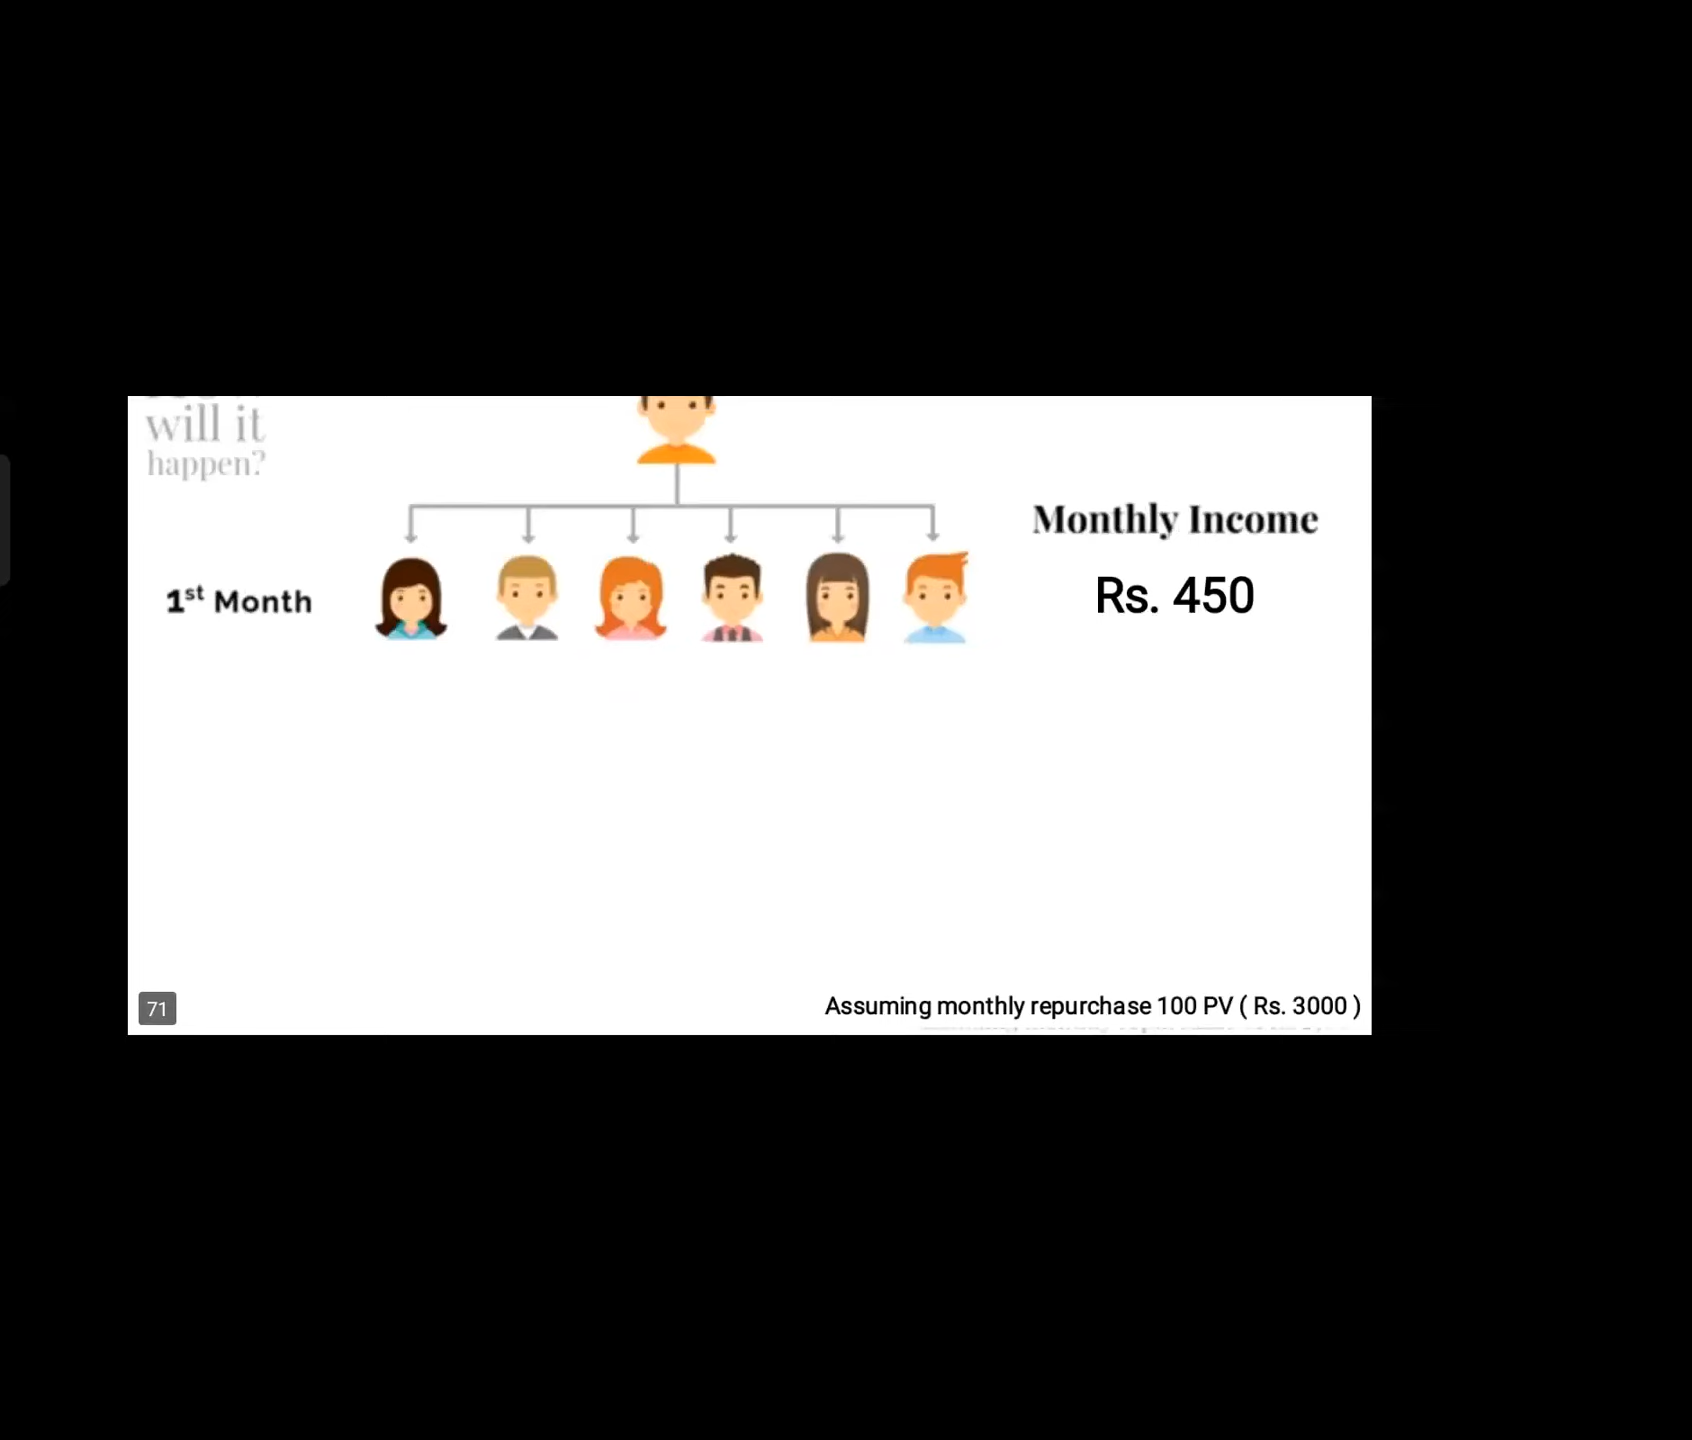 will it
happen?
Monthly Income
1st Month
Rs. 450
71
Assuming monthly repurchase 100 PV ( Rs. 3000 )